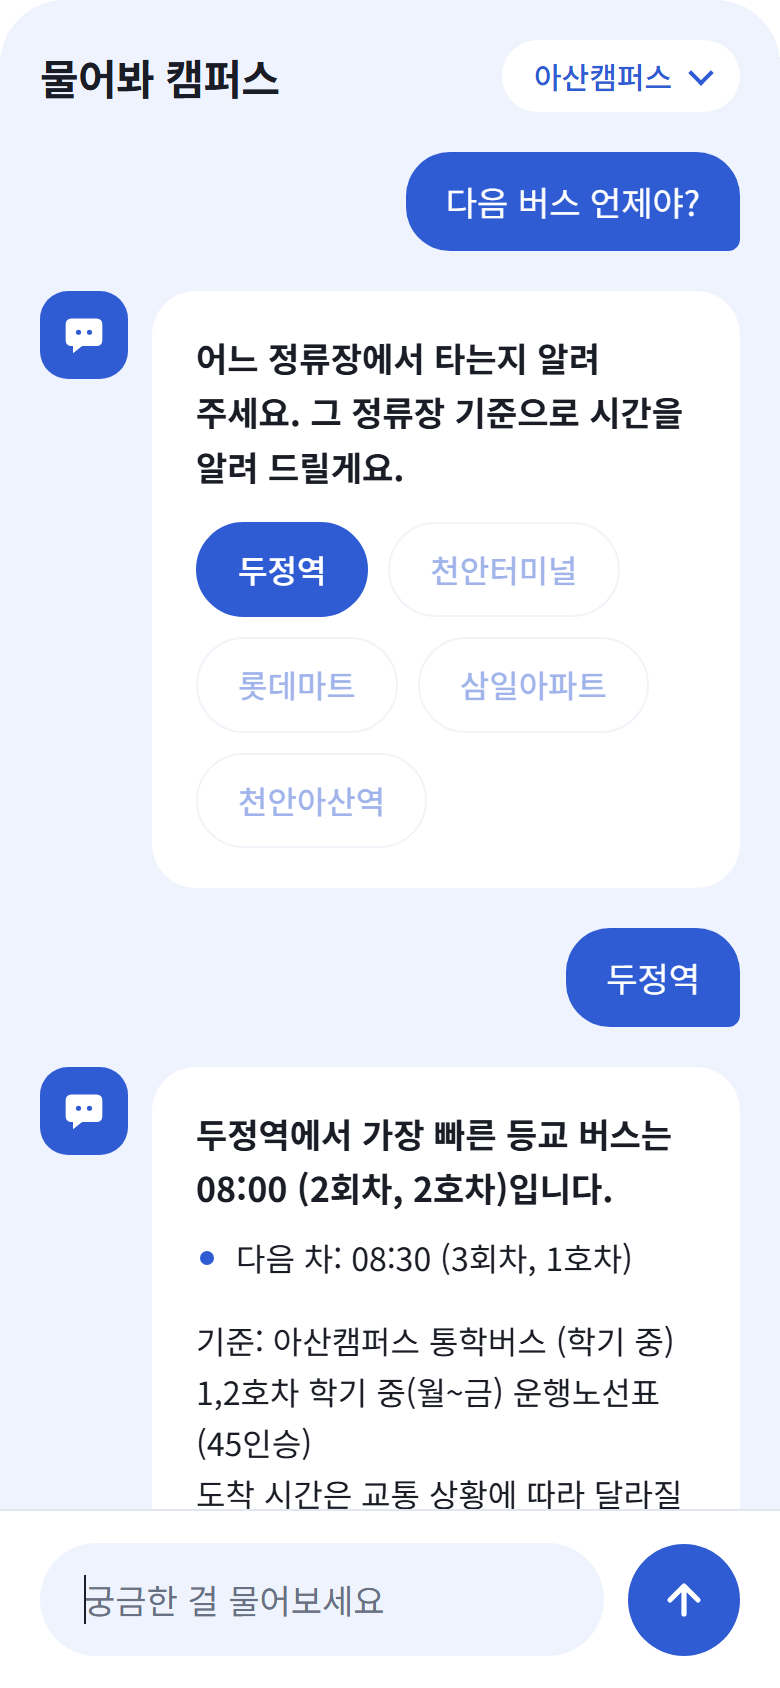 물어봐 캠퍼스
아산캠퍼스
다음 버스 언제야?
어느 정류장에서 타는지 알려
주세요. 그 정류장 기준으로 시간을
알려 드릴게요.
두정역
천안터미널
롯데마트
삼일아파트
천안아산역
두정역
두정역에서 가장 빠른 등교 버스는
08:00 (2회차, 2호차)입니다.
다음 차: 08:30 (3회차, 1호차)
기준: 아산캠퍼스 통학버스 (학기 중)
1,2호차 학기 중(월~금) 운행노선표
(45인승)
도착 시간은 교통 상황에 따라 달라질
궁금한 걸 물어보세요